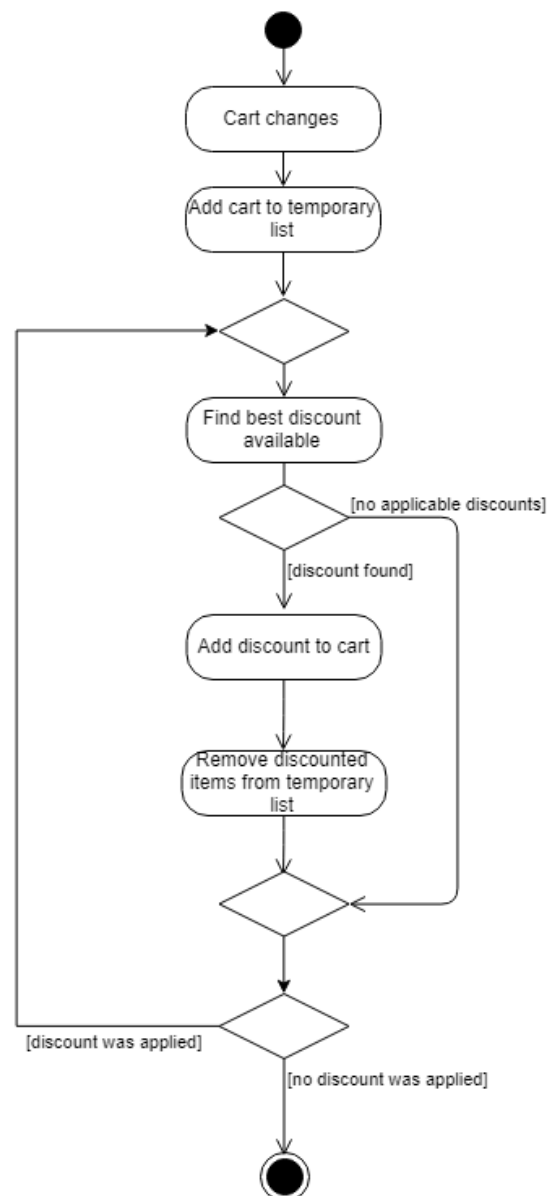 Cart changes
Add cart to temporary
list
Find best discount
available
[no applicable discounts]
[discount found]
Add discount to cart
Remove discounted
items from temporary
list
[discount was applied]
[no discount was applied]